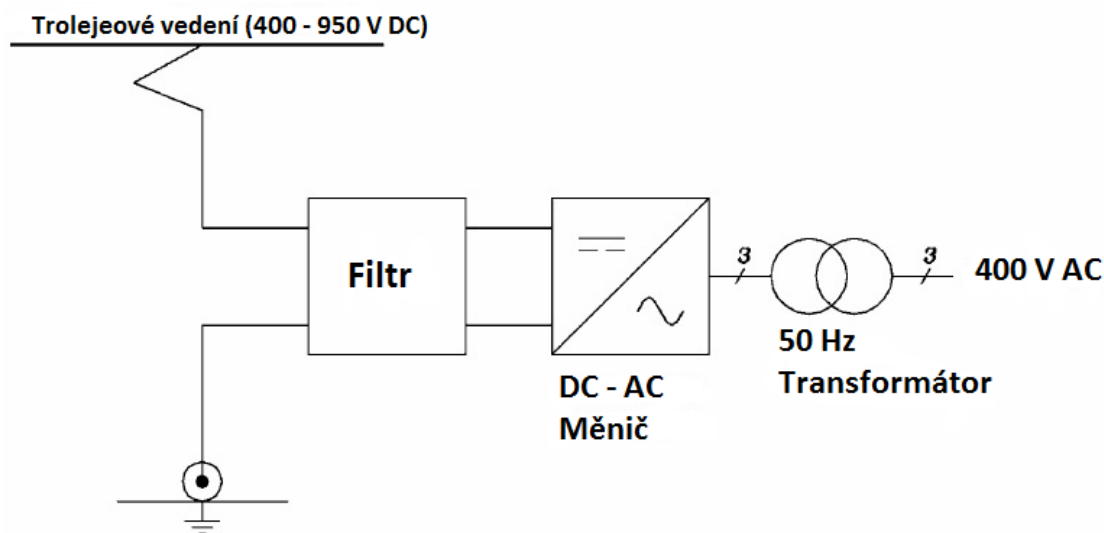 Trolejeové vedení (400 - 950 V DC)
Filtr
3
3
400 V AC
50 Hz
Transformátor
DC - AC
Měnič